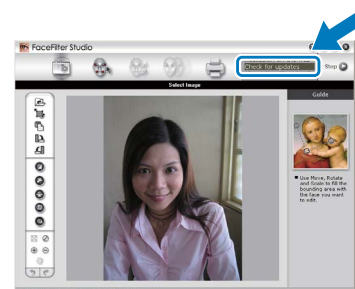 FaceFilter Studio
Check for updates
Step
Select Image
Guide
■ Use Move, Rotate
and Scale to fill the
bounding area with
the face you want
to edit.